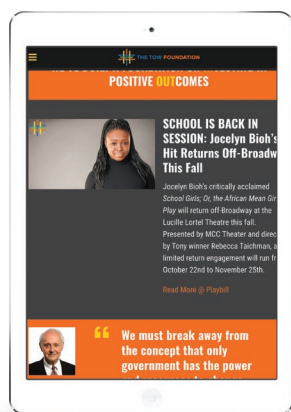 THE TOW FOUNDATION
POSITIVE OUTCOMES
SCHOOL IS BACK IN
SESSION: Jocelyn Bioh's
Hit Returns Off-Broadw
This Fall
Jocelyn Bioh's critically acclaimed
School Girls; Or, the African Mean Gir
Play will return off-Broadway at the
Lucille Lortel Theatre this fall.
Presented by MCC Theater and direc
by Tony winner Rebecca Taichman, a
limited return engagement will run fr
October 22nd to November 25th.
Read More @ Playbill
“ We must break away from
the concept that only
government has the power